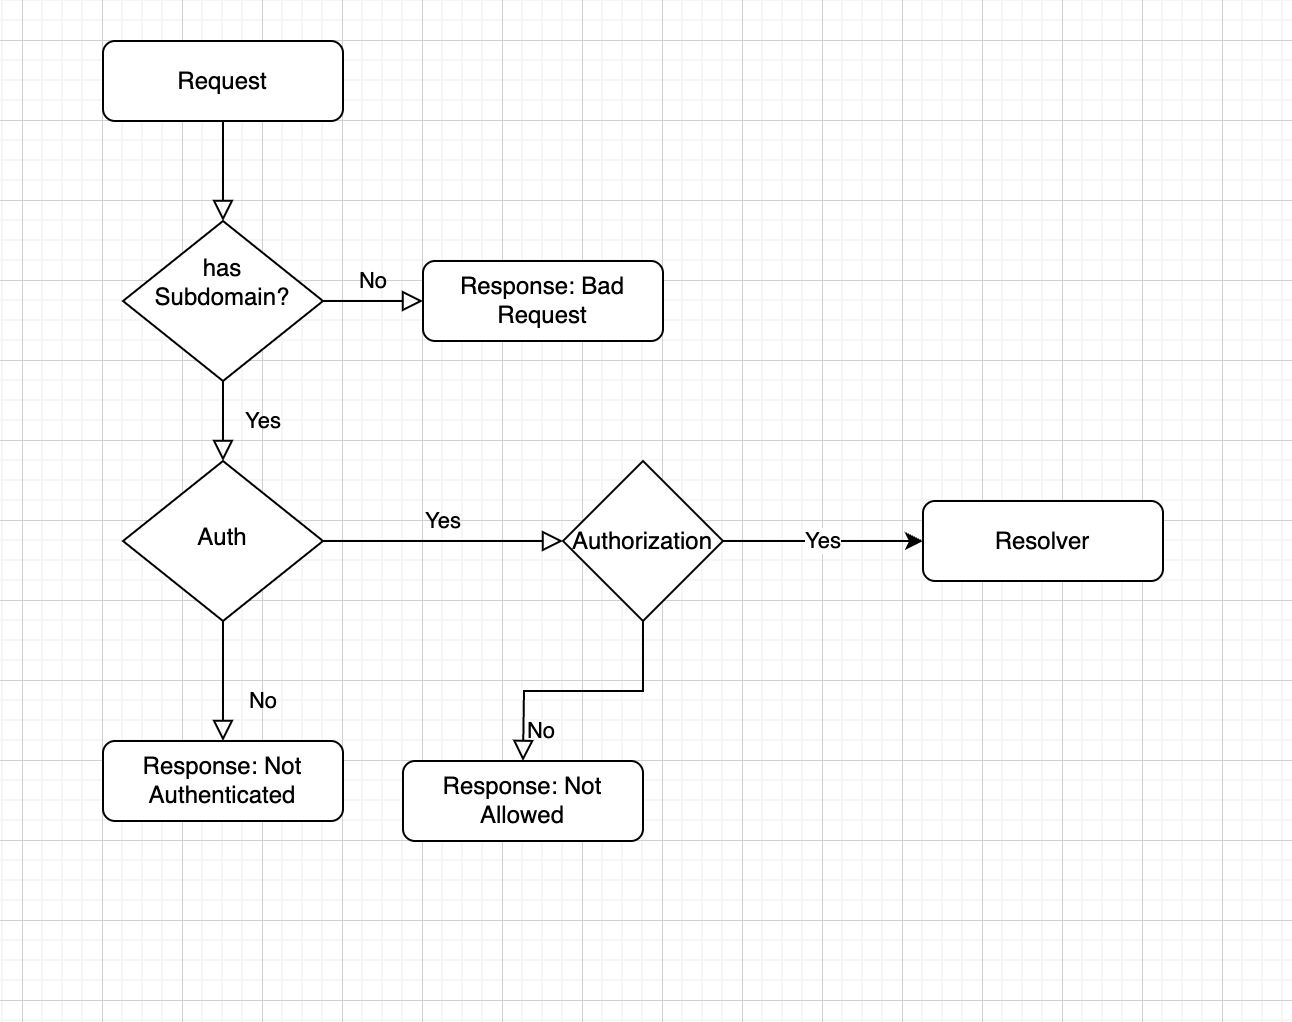 Request
has
Subdomain?
No
Response: Bad
Request
Yes
Auth
Yes
Authorization
Yes
Resolver
No
Response: Not
Authenticated
No
Response: Not
Allowed